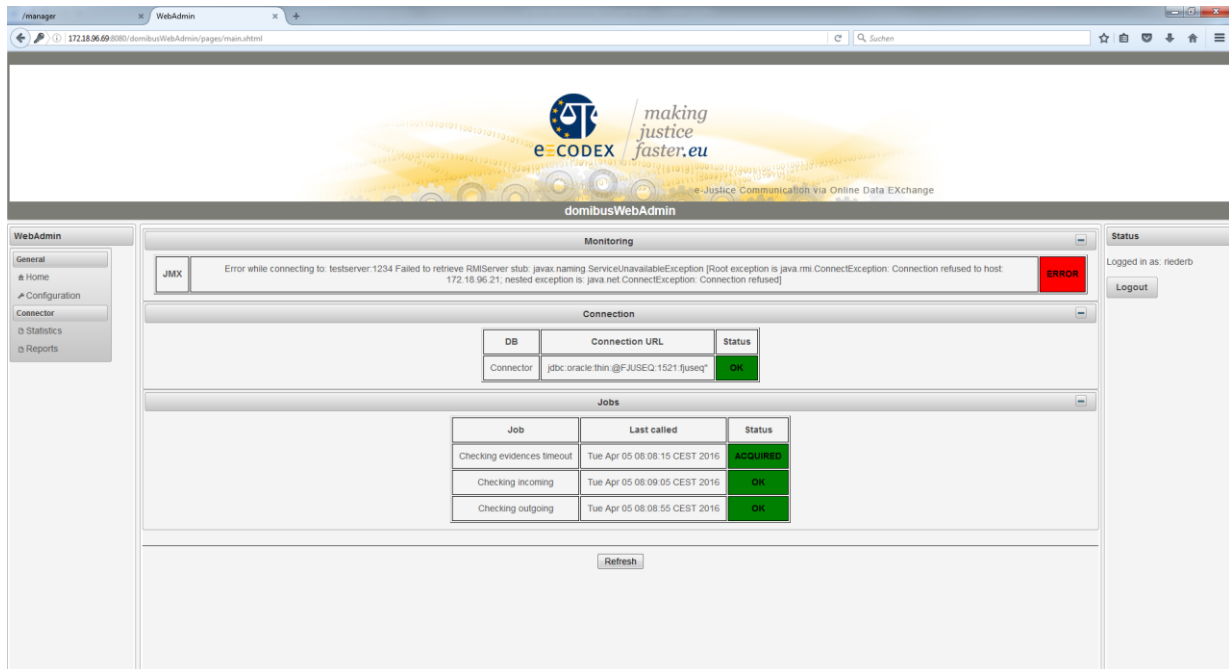 /manager
WebAdmin
172.18.96.69:8080/domibusWebAdmin/pages/main.xhtml
Suchen
e-CODEX
making
justice
faster.eu
e-Justice Communication via Online Data EXchange
domibusWebAdmin
WebAdmin
General
Home
Configuration
Connector
Statistics
Reports
Monitoring
JMX
Error while connecting to: testserver:1234 Failed to retrieve RMIServer stub: javax.naming.ServiceUnavailableException [Root exception is java.rmi.ConnectException: Connection refused to host:
172.18.96.21; nested exception is: java.net.ConnectException: Connection refused]
ERROR
Connection
DB Connection URL Status
Connector jdbc:oracle:thin:@FJUSEQ:1521:fjuseq" OK
Jobs
Job Last called Status
Checking evidences timeout Tue Apr 05 08:08:15 CEST 2016 ACQUIRED
Checking incoming Tue Apr 05 08:09:05 CEST 2016 OK
Checking outgoing Tue Apr 05 08:08:55 CEST 2016 OK
Refresh
Status
Logged in as: riederb
Logout